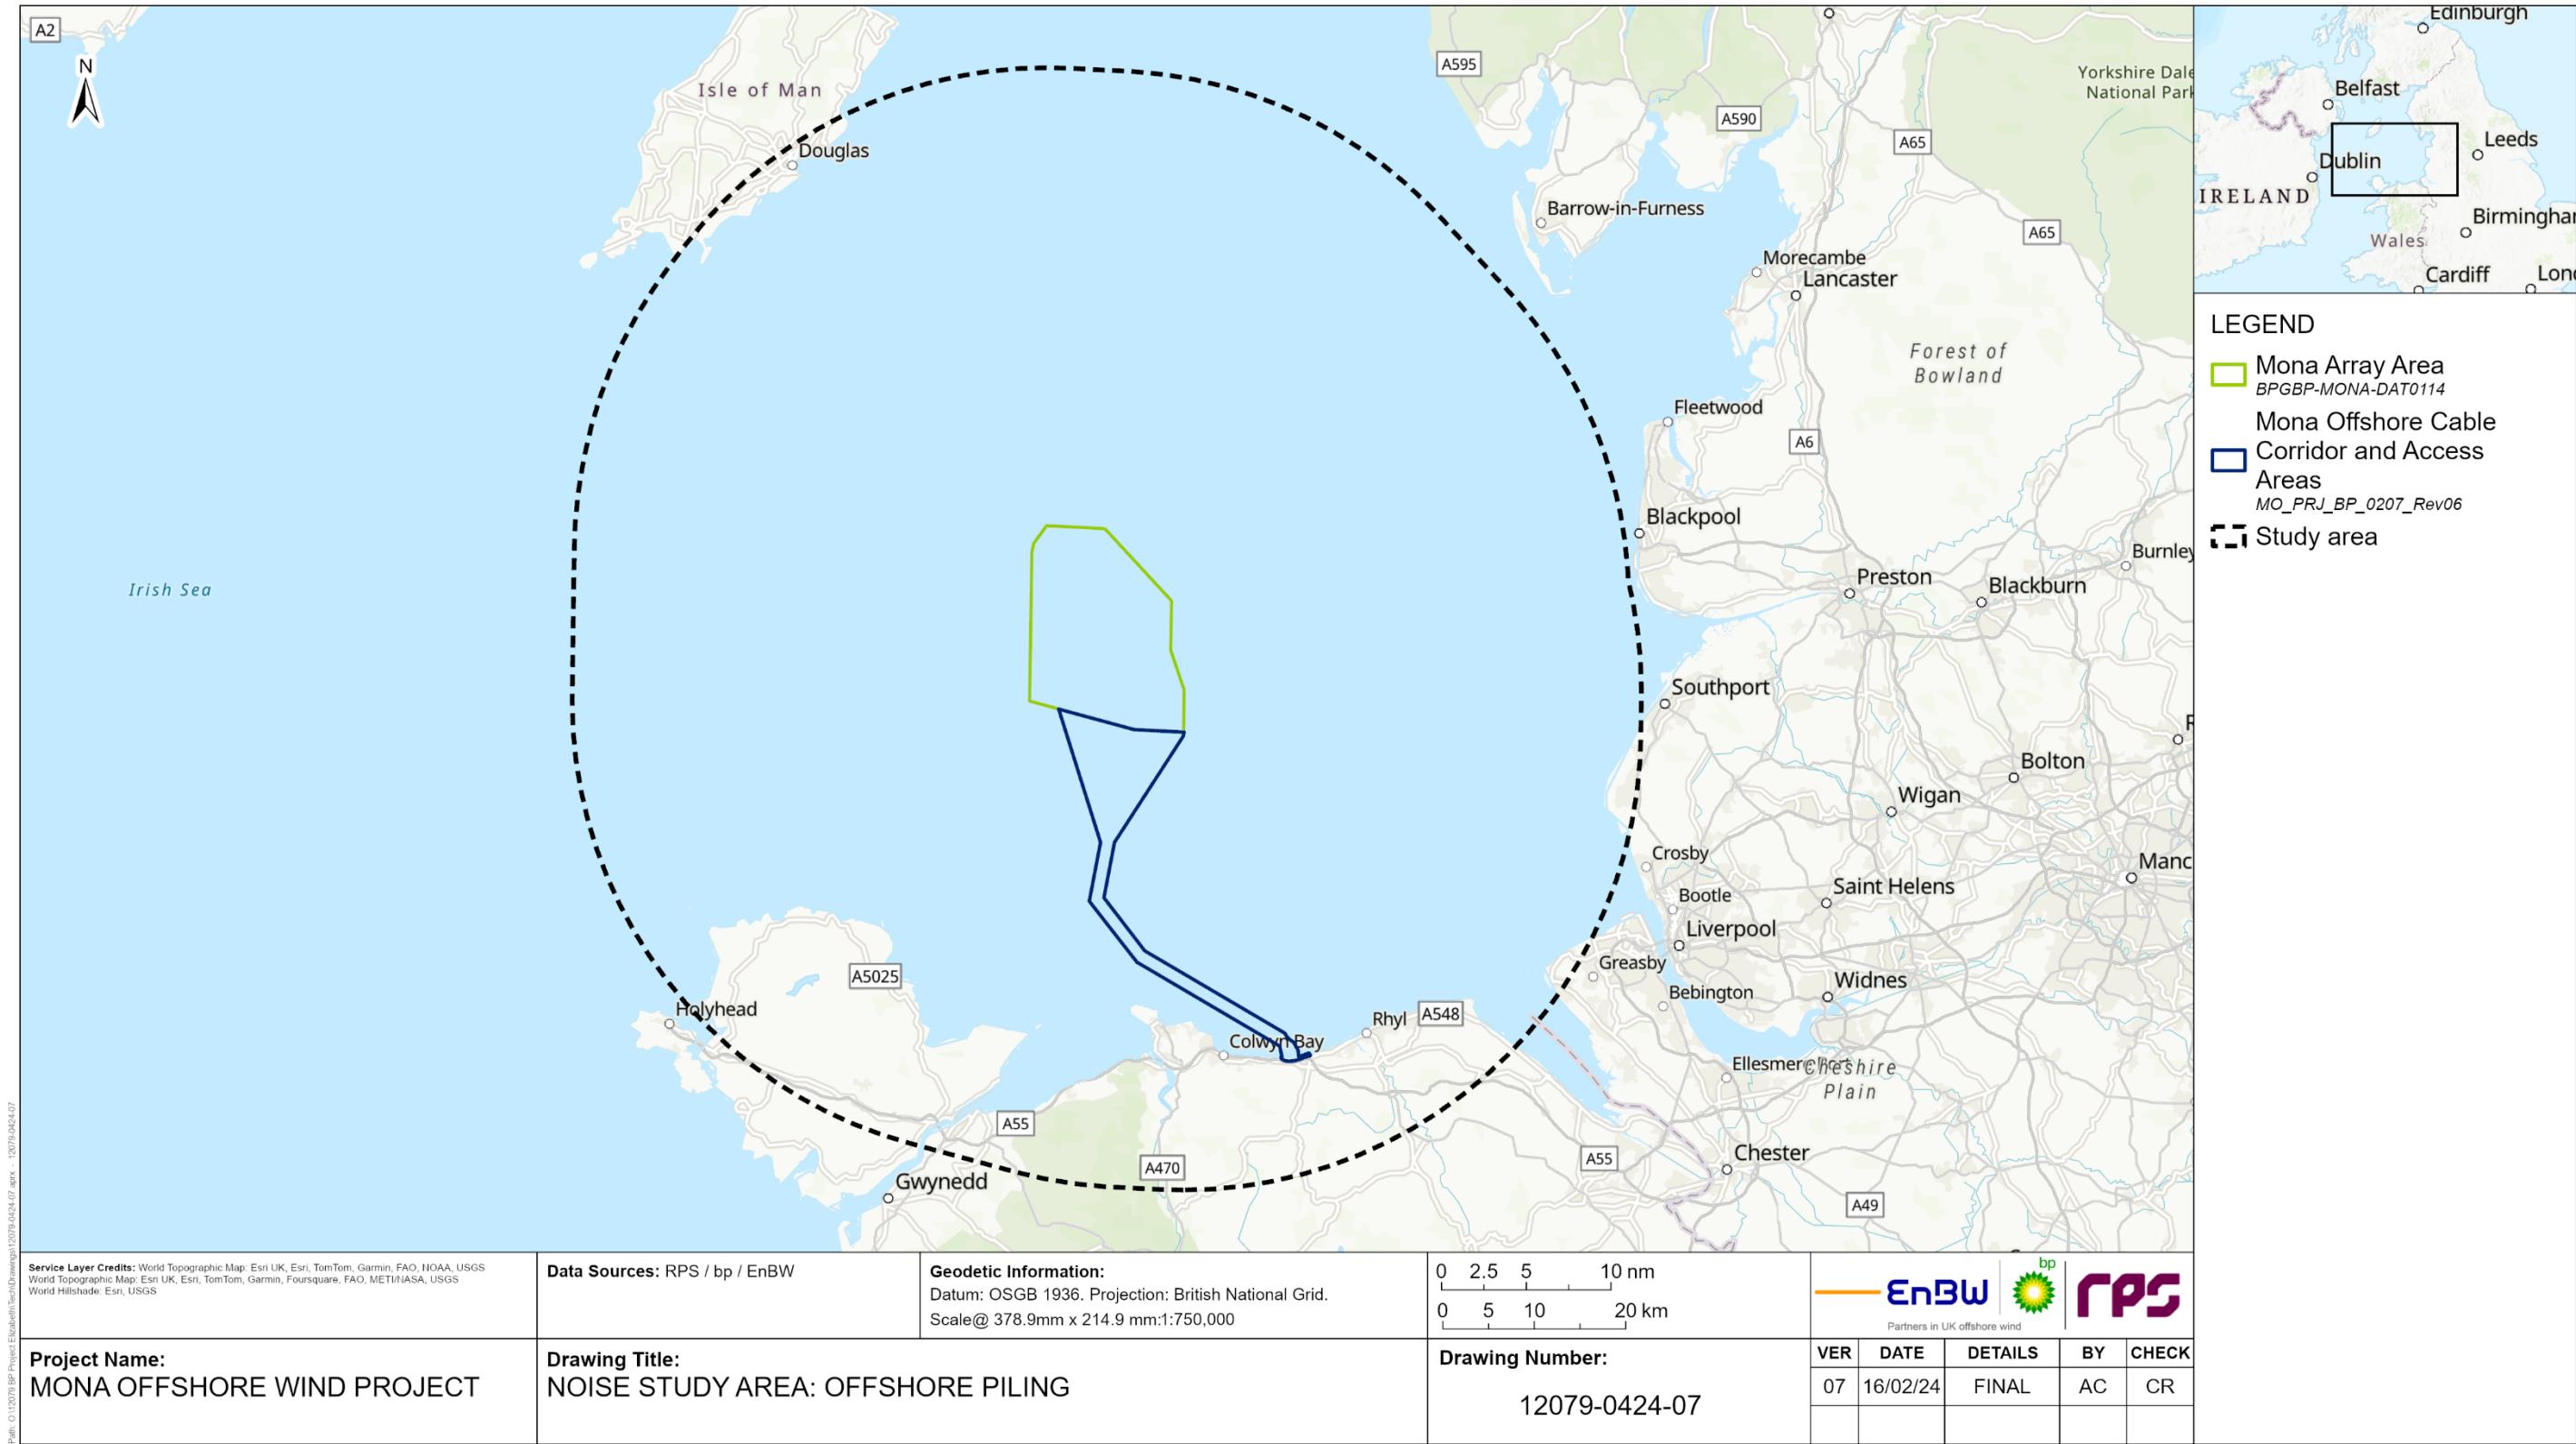 A2
N
Isle of Man
Douglas
Irish Sea
A595
A590
A65
Yorkshire Dale
National Park
A65
Barrow-in-Furness
Morecambe
Lancaster
Forest of
Bowland
Fleetwood
A6
Blackpool
Preston
Blackburn
Burnley
Southport
Bolton
Wigan
Crosby
Manc
Bootle
Saint Helens
Liverpool
Greasby
Widnes
Bebington
A5025
Holyhead
Rhyl
A548
Colwyn Bay
Cheshire
Plain
A55
A470
A55
Chester
Gwynedd
A49
Edinburgh
Belfast
Leeds
Dublin
IRELAND
Birmingham
Wales
Cardiff
Lon
LEGEND
Mona Array Area
BPGBP-MONA-DAT0114
Mona Offshore Cable
Corridor and Access
Areas
MO_PRJ_BP_0207_Rev06
Study area
Service Layer Credits: World Topographic Map: Esri UK, Esri, TomTom, Garmin, FAO, NOAA, USGS
World Topographic Map: Esri UK, Esri, TomTom, Garmin, Foursquare, FAO, METI/NASA, USGS
World Hillshade: Esri, USGS
Data Sources: RPS / bp / EnBW
Geodetic Information:
Datum: OSGB 1936. Projection: British National Grid.
Scale@ 378.9mm x 214.9 mm:1:750,000
0 2.5 5 10 nm
0 5 10 20 km
EnBW
bp
rps
Partners in UK offshore wind
Project Name:
MONA OFFSHORE WIND PROJECT
Drawing Title:
NOISE STUDY AREA: OFFSHORE PILING
Drawing Number:
12079-0424-07
VER DATE DETAILS BY CHECK
07 16/02/24 FINAL AC CR